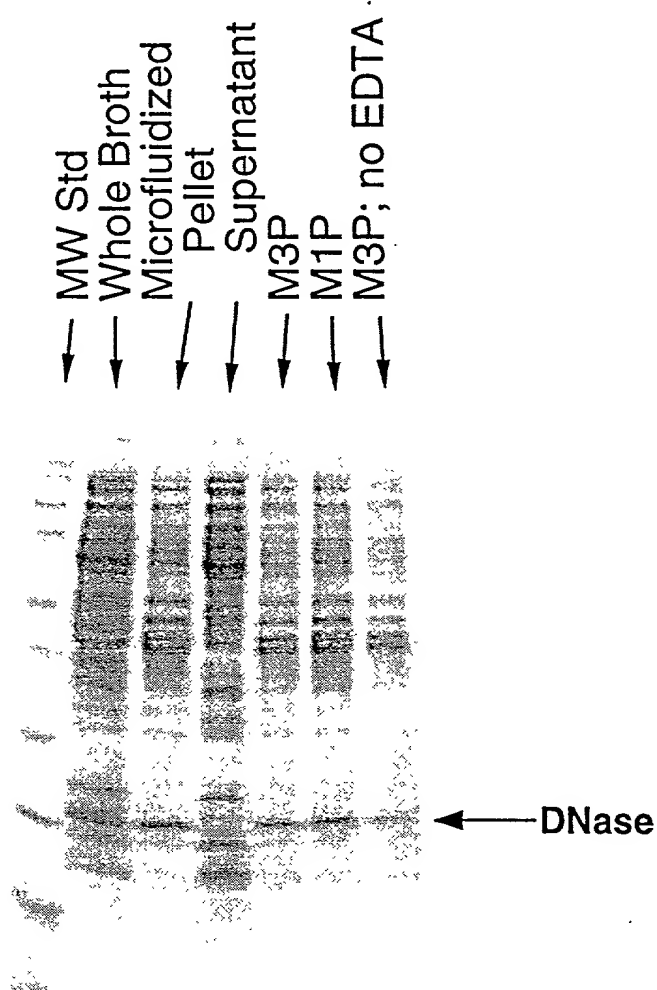 MW Std
Whole Broth
Microfluidized
Pellet
Supernatant
M3P
M1P
M3P; no EDTA
DNase